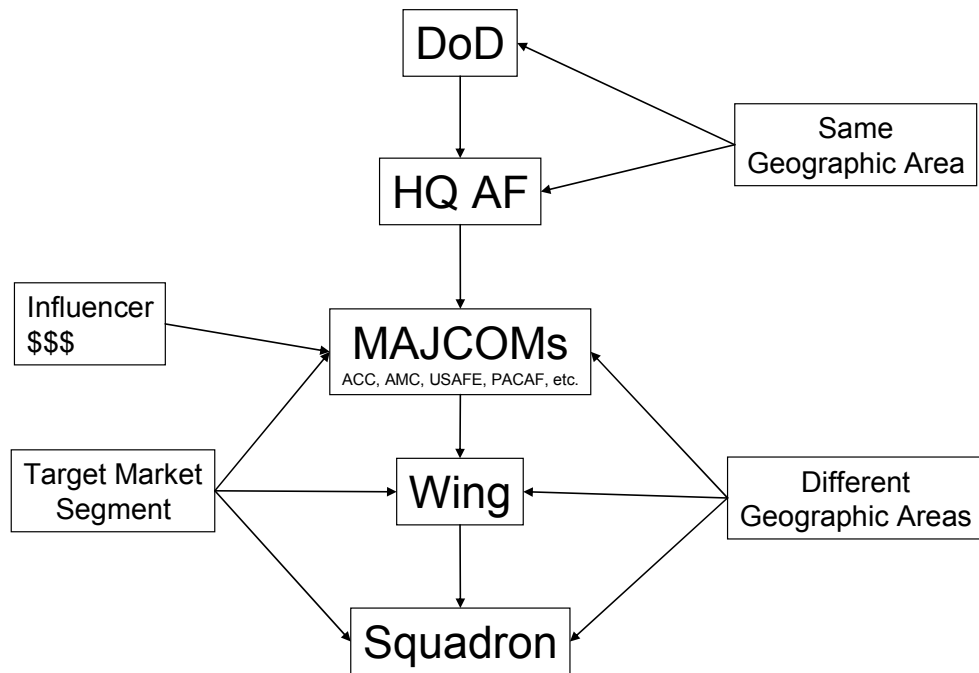 DoD
Same
Geographic Area
HQ AF
Influencer
$$$
MAJCOMs
ACC, AMC, USAFE, PACAF, etc.
Target Market
Segment
Wing
Different
Geographic Areas
Squadron